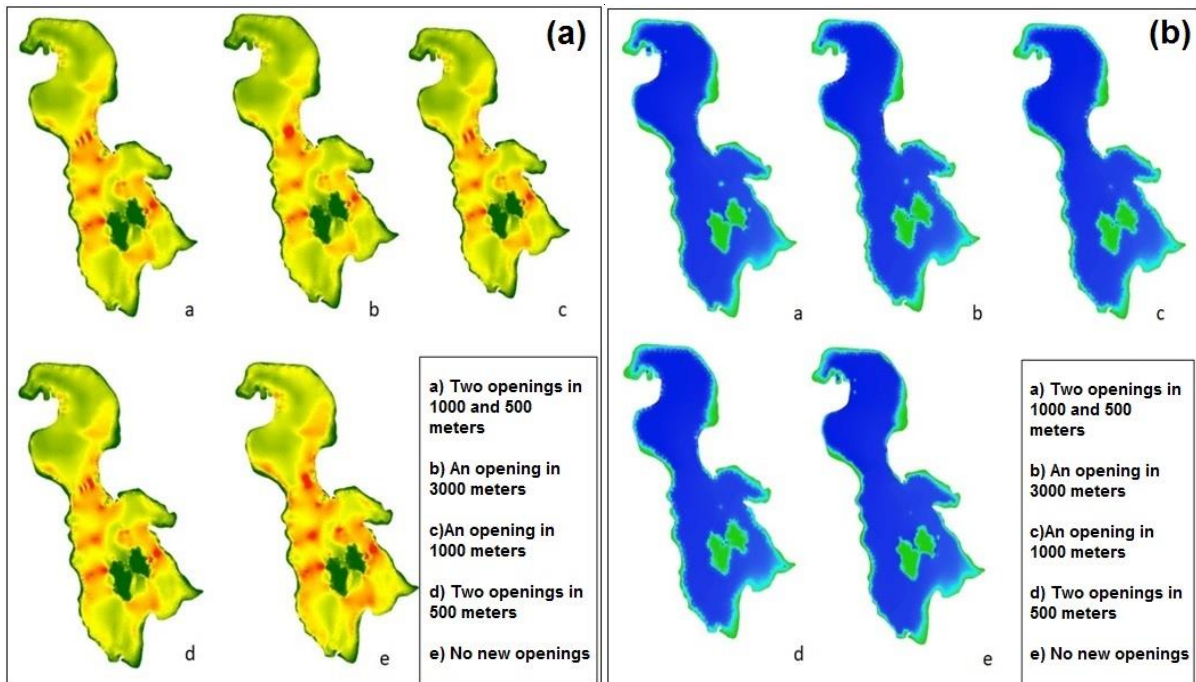 (a)
a
b
c
d
e
a) Two openings in
1000 and 500
meters
b) An opening in
3000 meters
c)An opening in
1000 meters
d) Two openings in
500 meters
e) No new openings
(b)
a
b
c
d
e
a) Two openings in
1000 and 500
meters
b) An opening in
3000 meters
c)An opening in
1000 meters
d) Two openings in
500 meters
e) No new openings